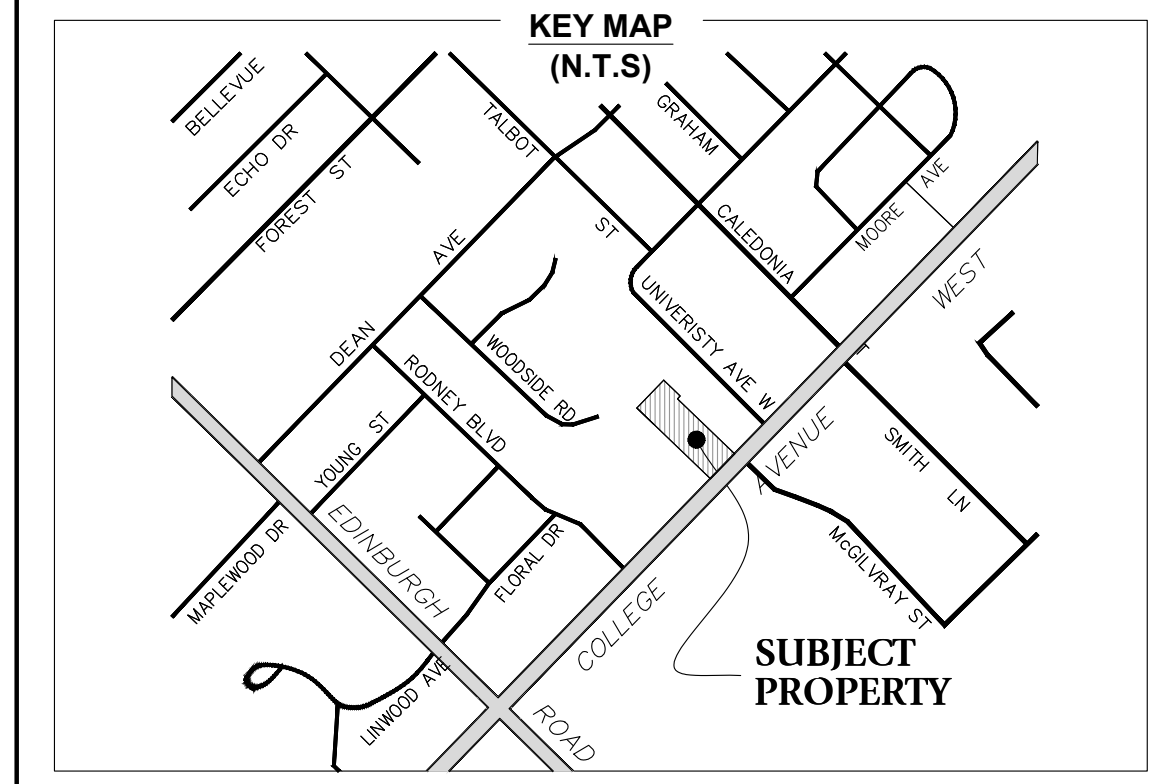 KEY MAP
(N.T.S)
BELLEVUE
ECHO DR
FOREST ST
TALBOT ST
GRAHAM
CALEDONIA
MOORE AVE
WEST
DEAN AVE
UNIVERISTY AVE W
WOODSIDE RD
RODNEY BLVD
YOUNG ST
AVENUE
SMITH LN
MAPLEWOOD DR
EDINBURGH
FLORAL DR
McGILVRAY ST
COLLEGE
LINWOOD AVE
ROAD
SUBJECT
PROPERTY